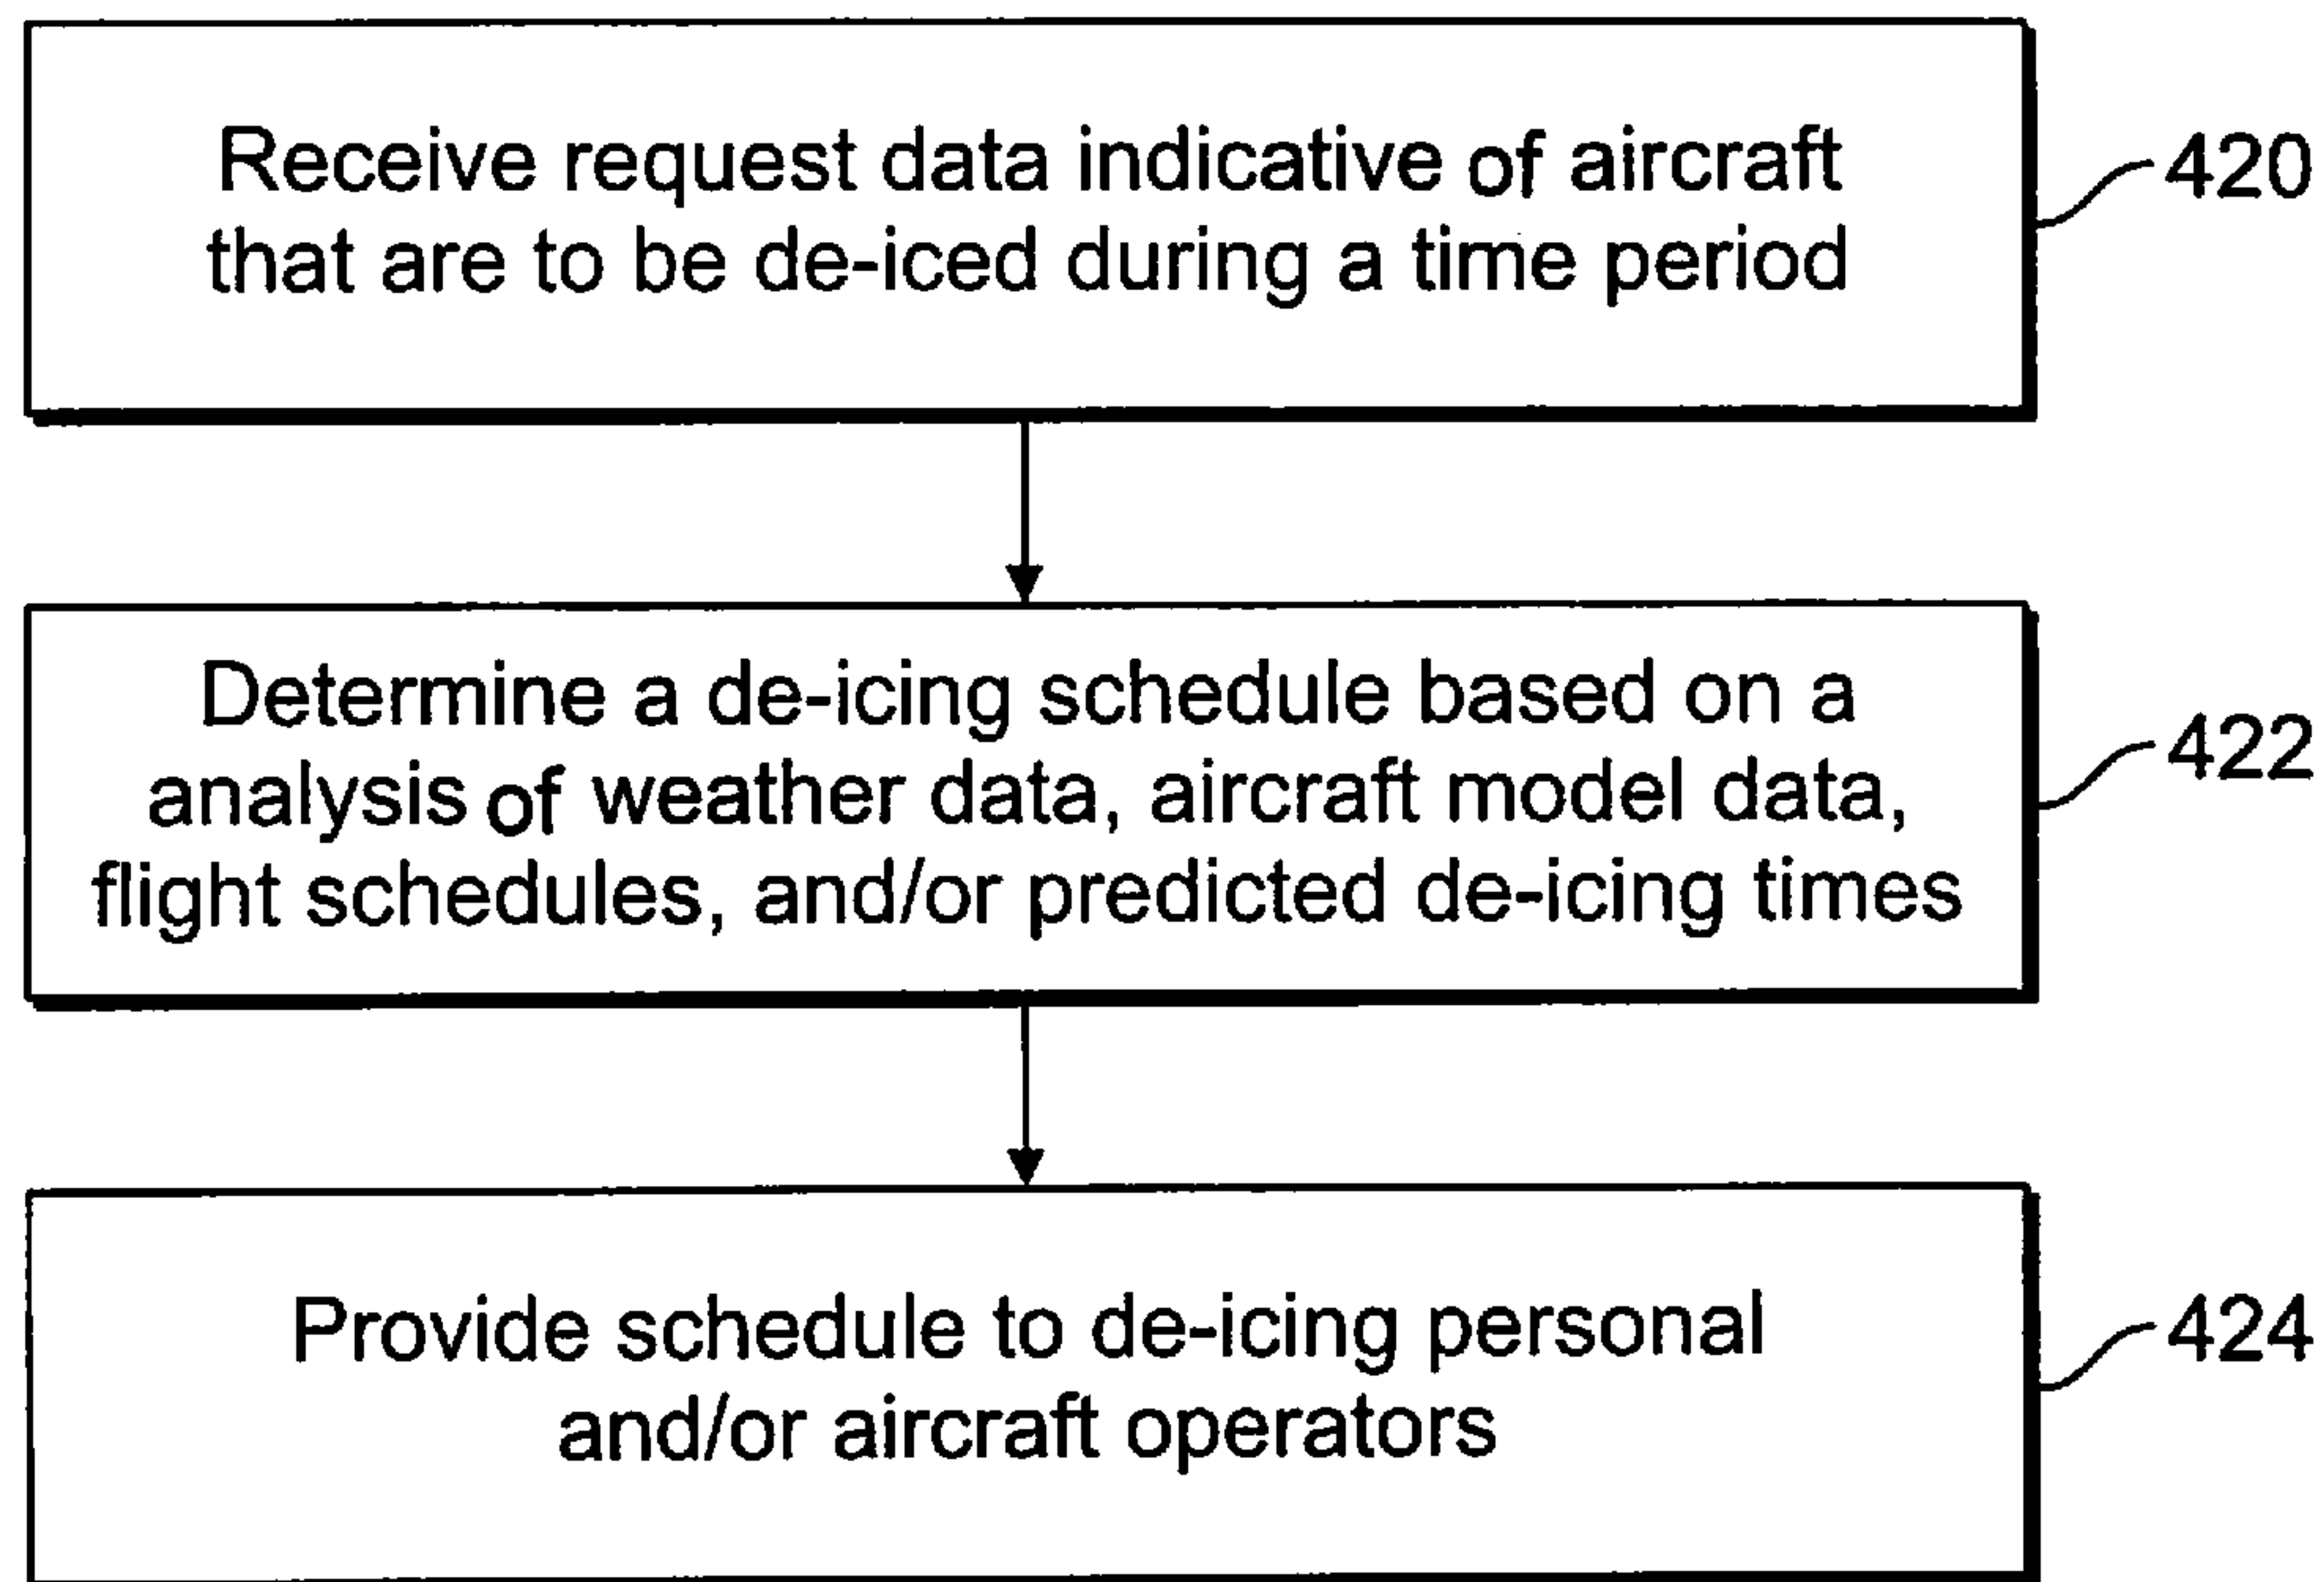 Receive request data indicative of aircraft
that are to be de-iced during a time period
420
Determine a de-icing schedule based on a
analysis of weather data, aircraft model data,
flight schedules, and/or predicted de-icing times
422
Provide schedule to de-icing personal
and/or aircraft operators
424